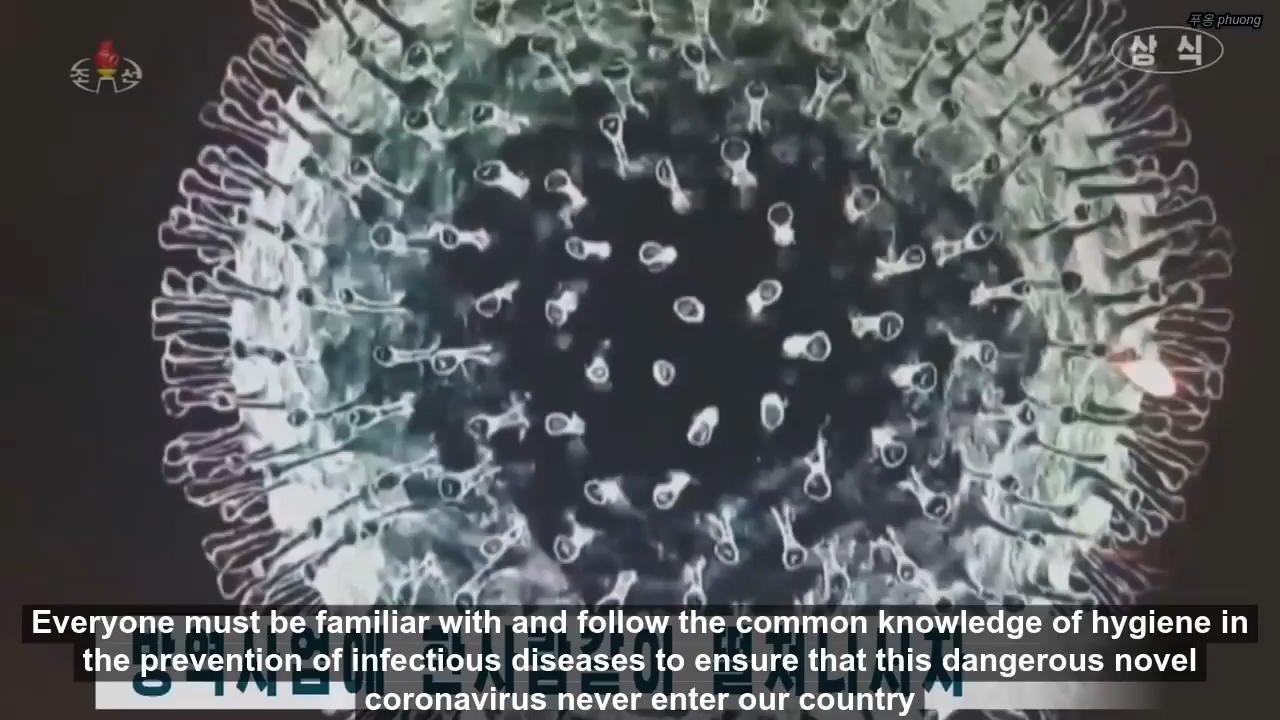 푸옹 phuong
조선
상식
Everyone must be familiar with and follow the common knowledge of hygiene in
the prevention of infectious diseases to ensure that this dangerous novel
coronavirus never enter our country